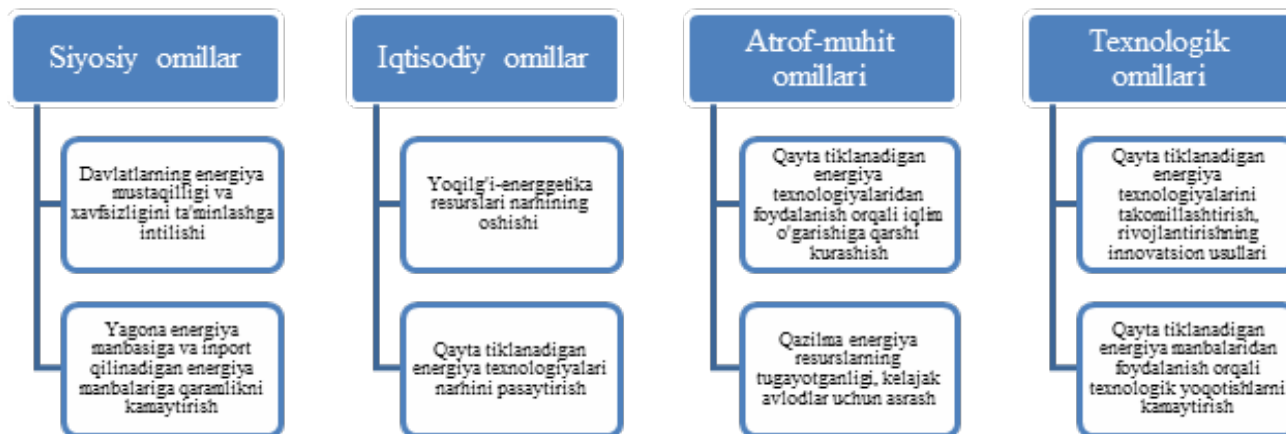 Siyosiy omillar
Davlatlarning energiya
mustaqilligi va
xavfsizligini ta'minlashga
intilishi
Yagona energiya
manbasiga va inport
qilinadigan energiya
manbalariga qaramlikni
kamaytirish
Iqtisodiy omillar
Yoqilg'i-energgetika
resurslari narhining
oshishi
Qayta tiklanadigan
energiya texnologiyalari
narhini pasaytirish
Atrof-muhit
omillari
Qayta tiklanadigan
energiya
texnologiyalaridan
foydalanish orqali iqlim
o'garishiga qarshi
kurashish
Qazilma energiya
resurslarning
tugayotganligi, kelajak
avlodlar uchun asrash
Texnologik
omillari
Qayta tiklanadigan
energiya
texnologiyalarini
takomillashtirish,
rivojlantirishning
innovatsion usullari
Qayta tiklanadigan
energiya manbalaridan
foydalanish orqali
texnologik yoqotishlarni
kamaytirish